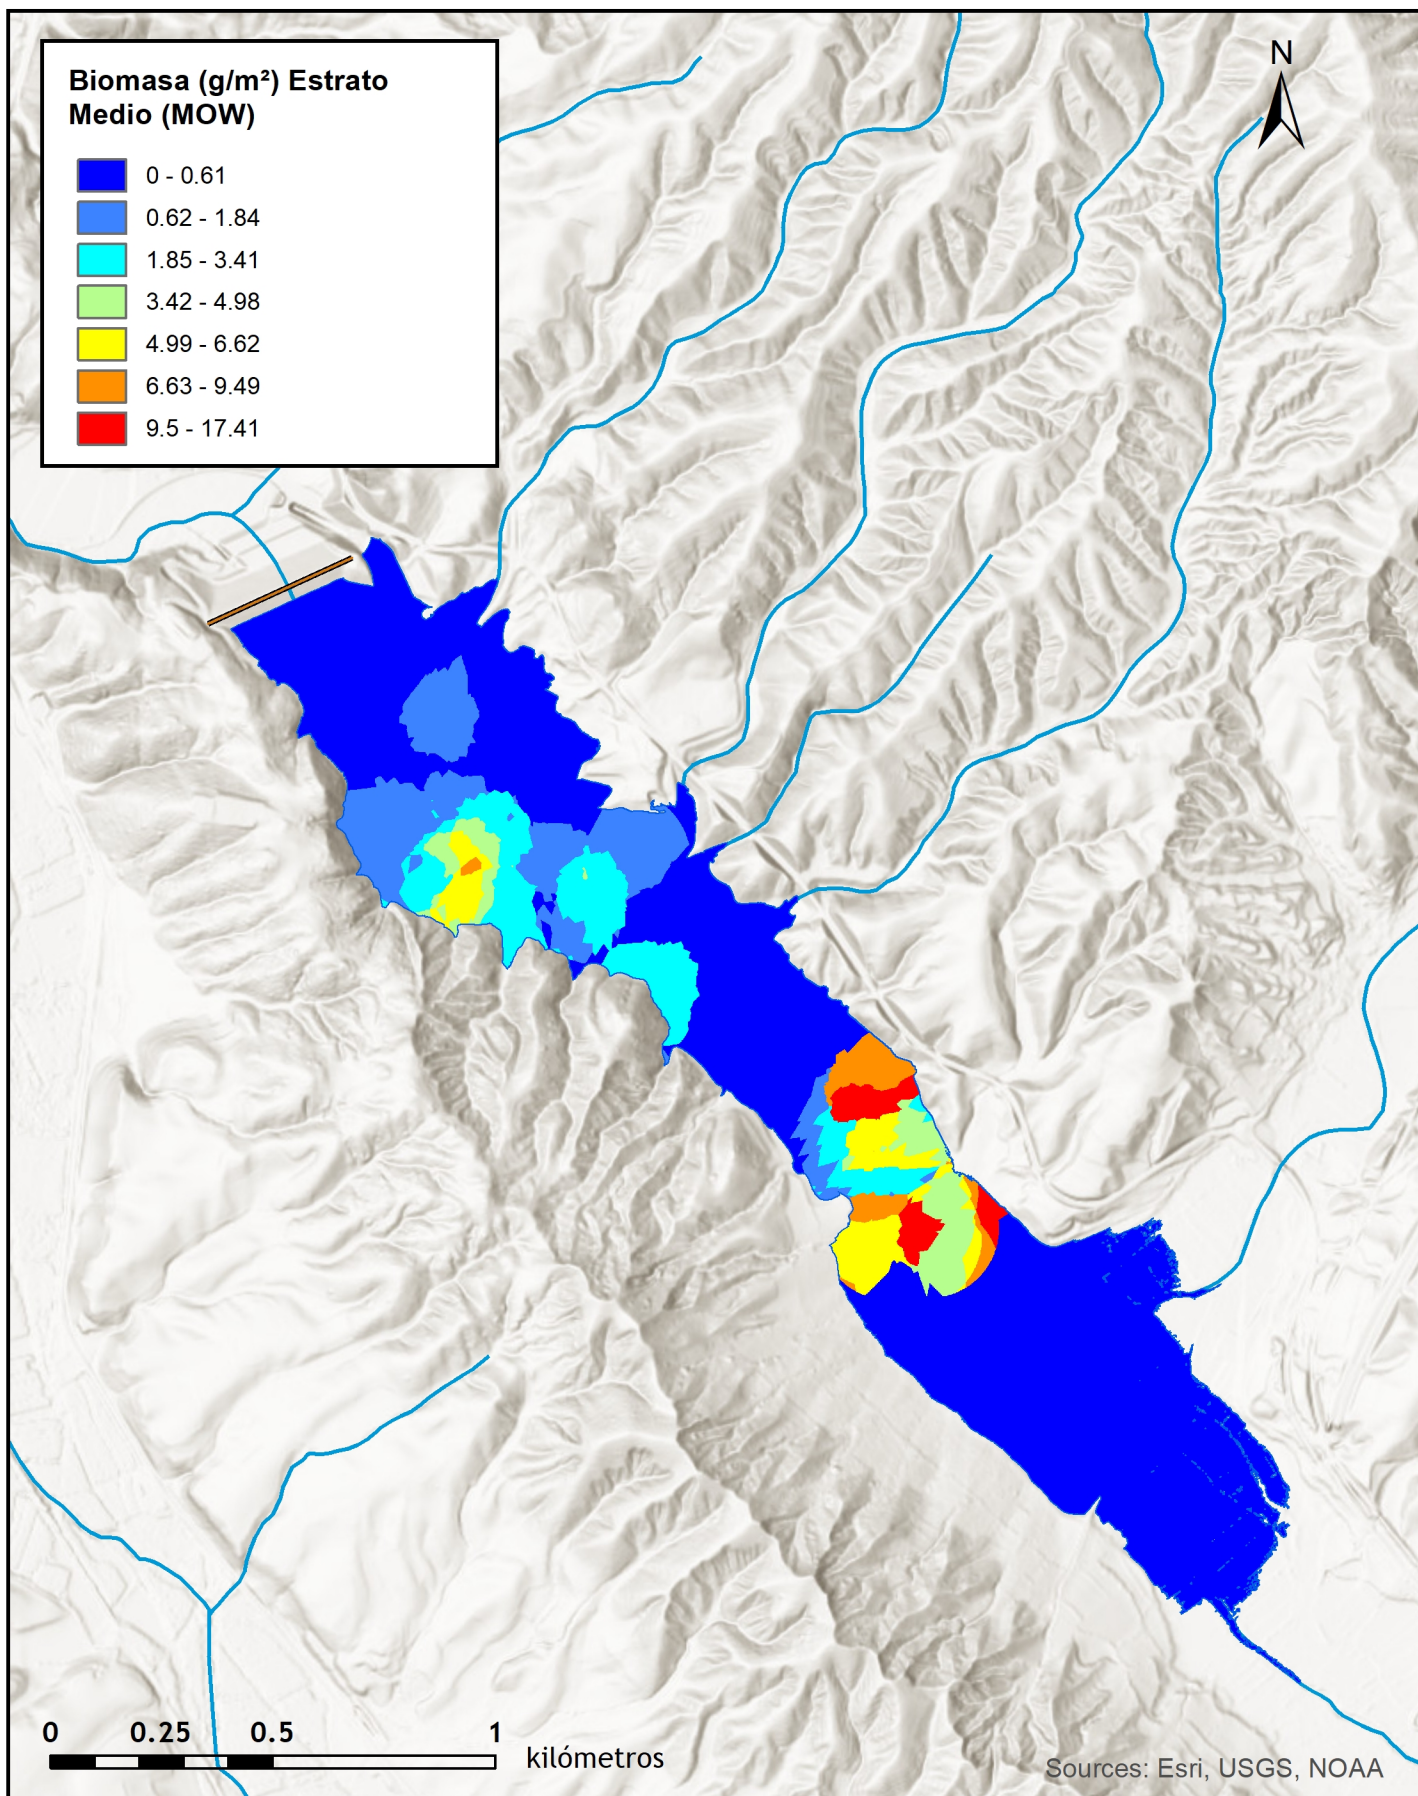 Biomasa (g/m²) Estrato
Medio (MOW)
0 - 0.61
0.62 - 1.84
1.85 - 3.41
3.42 - 4.98
4.99 - 6.62
6.63 - 9.49
9.5 - 17.41
N
0 0.25 0.5 1
kilómetros
Sources: Esri, USGS, NOAA